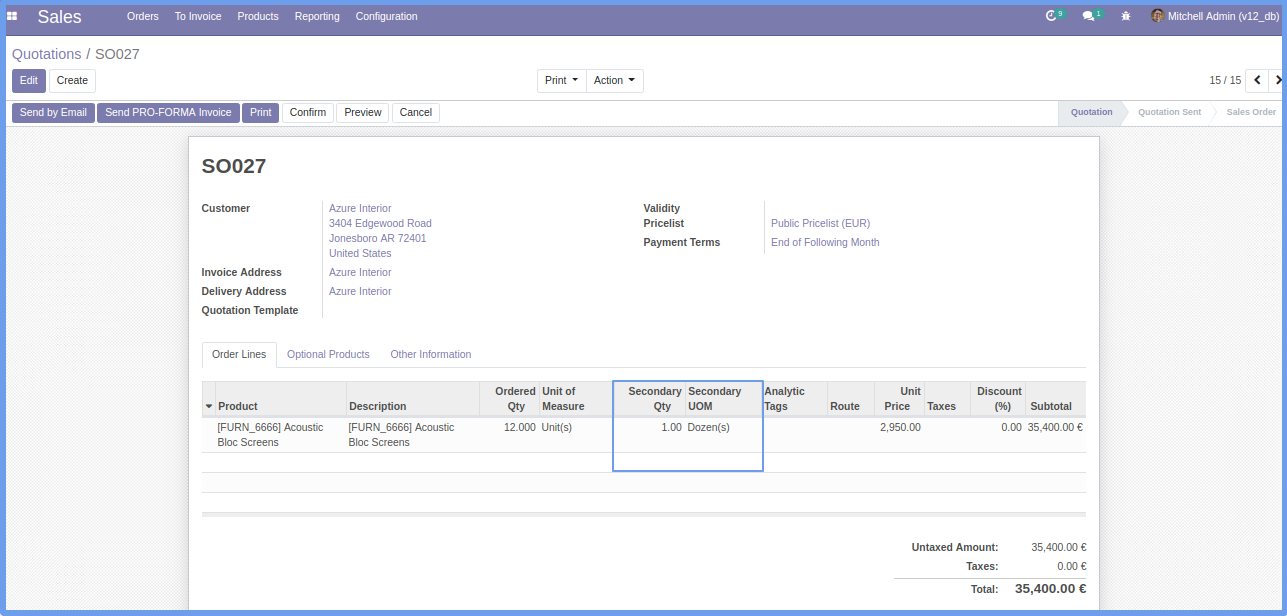 Sales Orders To Invoice Products Reporting Configuration 9 1 Mitchell Admin (v12_db)
Quotations / SO027
Edit Create Print Action 15 / 15
Send by Email Send PRO-FORMA Invoice Print Confirm Preview Cancel Quotation Quotation Sent Sales Order
SO027
Customer Azure Interior
3404 Edgewood Road
Jonesboro AR 72401
United States
Invoice Address Azure Interior
Delivery Address Azure Interior
Quotation Template
Validity
Pricelist Public Pricelist (EUR)
Payment Terms End of Following Month
Order Lines Optional Products Other Information
Product Description Ordered Qty Unit of Measure Secondary Qty Secondary UOM Analytic Tags Route Unit Price Taxes Discount (%) Subtotal
[FURN_6666] Acoustic Bloc Screens [FURN_6666] Acoustic Bloc Screens 12.000 Unit(s) 1.00 Dozen(s) 2,950.00 0.00 35,400.00 €
Untaxed Amount: 35,400.00 €
Taxes: 0.00 €
Total: 35,400.00 €